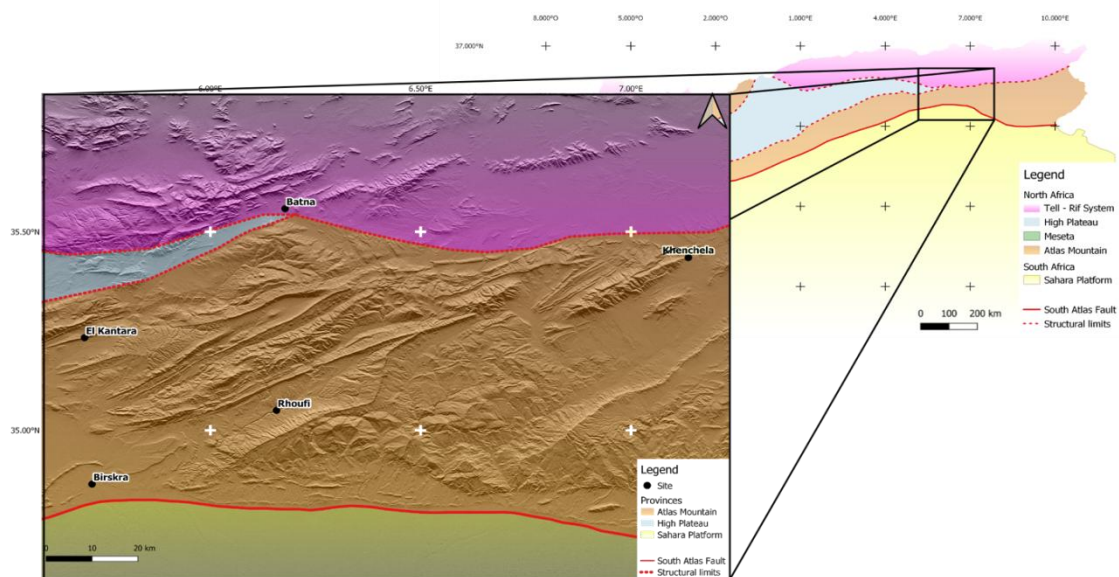 8.000°O 5.000°O 2.000°O 1.000°E 4.000°E 7.000°E 10.000°E
37.000°N
6.00°E 6.50°E 7.00°E
Batna
35.50°N
Khenchela
El Kantara
Rhoufi
35.00°N
Birskra
Legend
Site
Provinces
Atlas Mountain
High Plateau
Sahara Platform
South Atlas Fault
Structural limits
0 10 20 km
Legend
North Africa
Tell - Rif System
High Plateau
Meseta
Atlas Mountain
South Africa
Sahara Platform
South Atlas Fault
Structural limits
0 100 200 km